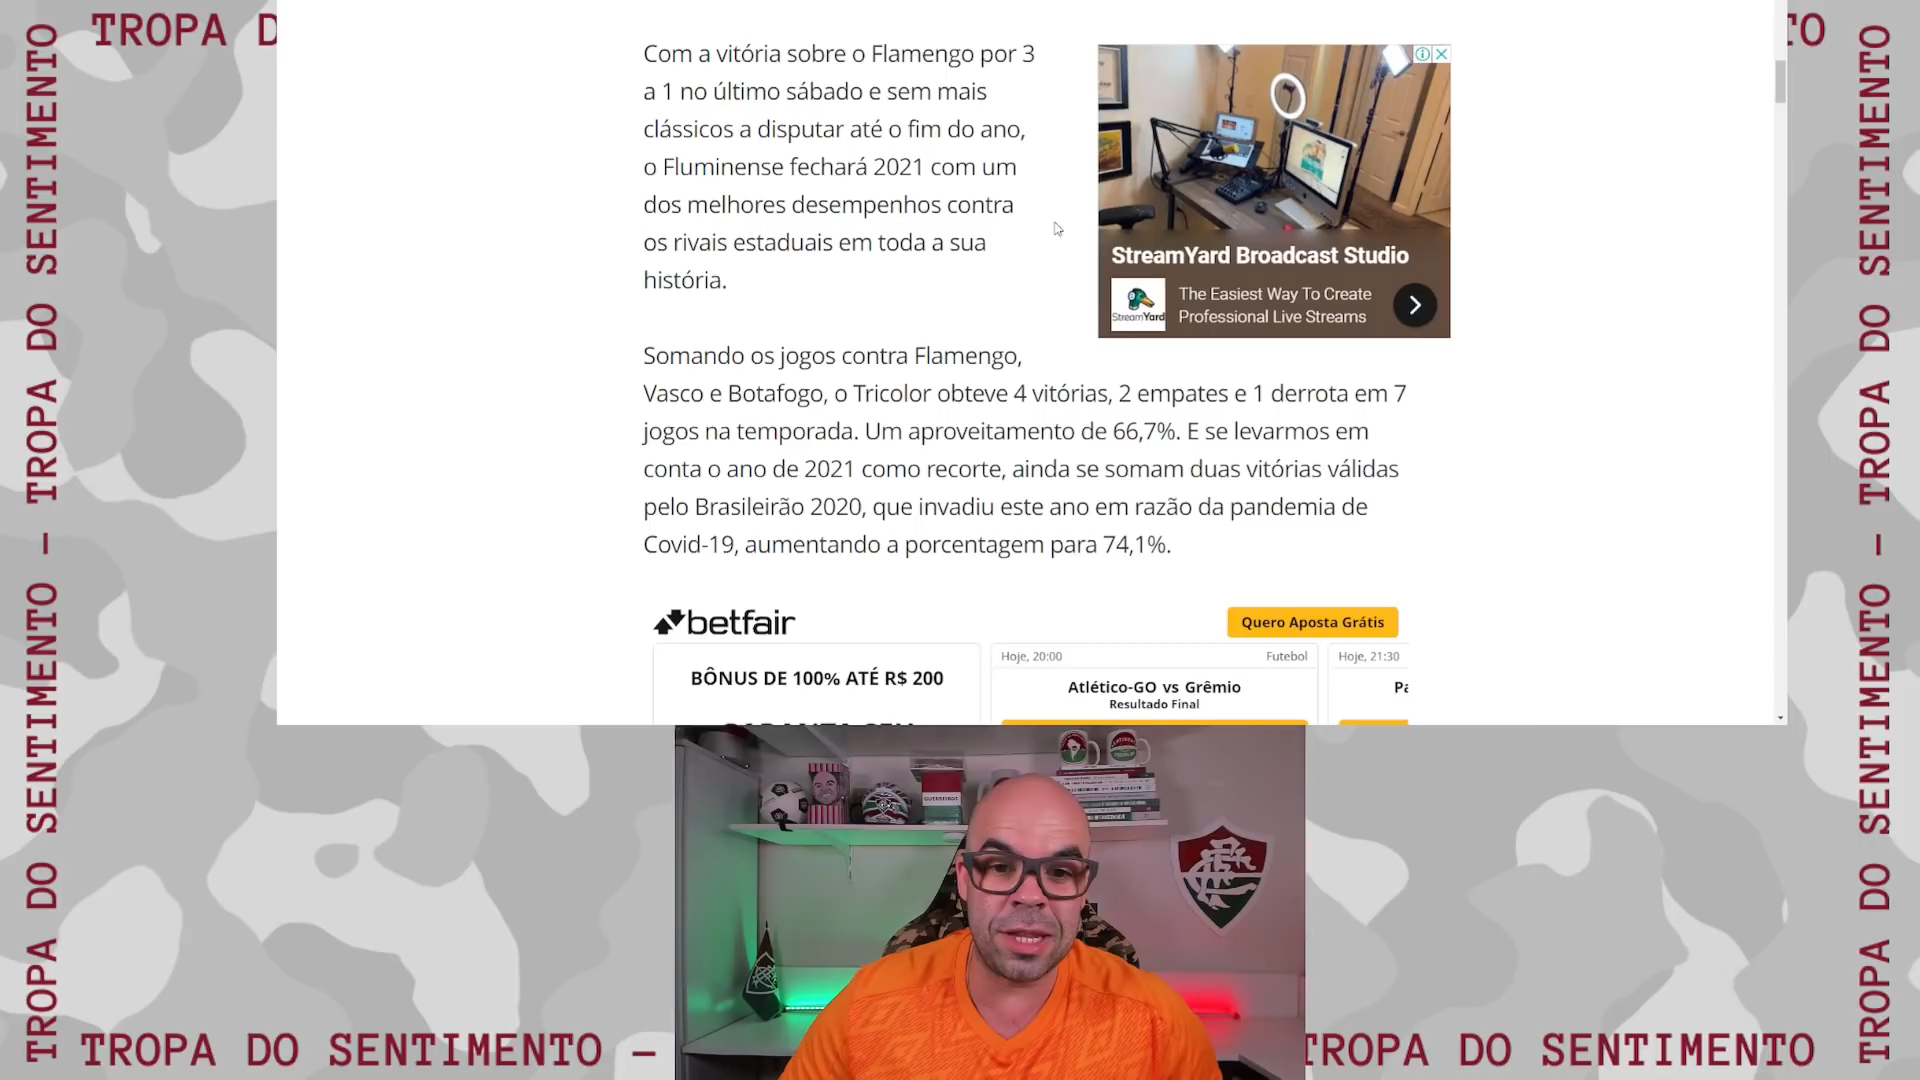 TROPA D
TO
TROPA DO SENTIMENTO - TROPA DO SENTIMENTO
Com a vitória sobre o Flamengo por 3
a 1 no último sábado e sem mais
clássicos a disputar até o fim do ano,
o Fluminense fechará 2021 com um
dos melhores desempenhos contra
os rivais estaduais em toda a sua
história.
StreamYard Broadcast Studio
StreamYard
The Easiest Way To Create
Professional Live Streams
Somando os jogos contra Flamengo,
Vasco e Botafogo, o Tricolor obteve 4 vitórias, 2 empates e 1 derrota em 7
jogos na temporada. Um aproveitamento de 66,7%. E se levarmos em
conta o ano de 2021 como recorte, ainda se somam duas vitórias válidas
pelo Brasileirão 2020, que invadiu este ano em razão da pandemia de
Covid-19, aumentando a porcentagem para 74,1%.
betfair
Quero Aposta Grátis
BÔNUS DE 100% ATÉ R$ 200
Hoje, 20:00
Futebol
Atlético-GO vs Grêmio
Resultado Final
Hoje, 21:30
Pa
GUERREIROS
TROPA DO SENTIMENTO - TROPA DO SENTIMENTO
TROPA DO SENTIMENTO -
TROPA DO SENTIMENTO